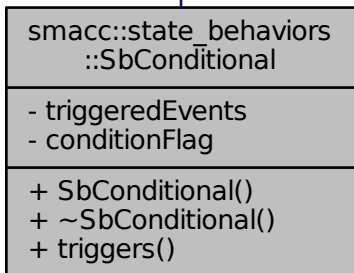 smacc::state_behaviors
::SbConditional
- triggeredEvents
- conditionFlag
+ SbConditional()
+ ~SbConditional()
+ triggers()